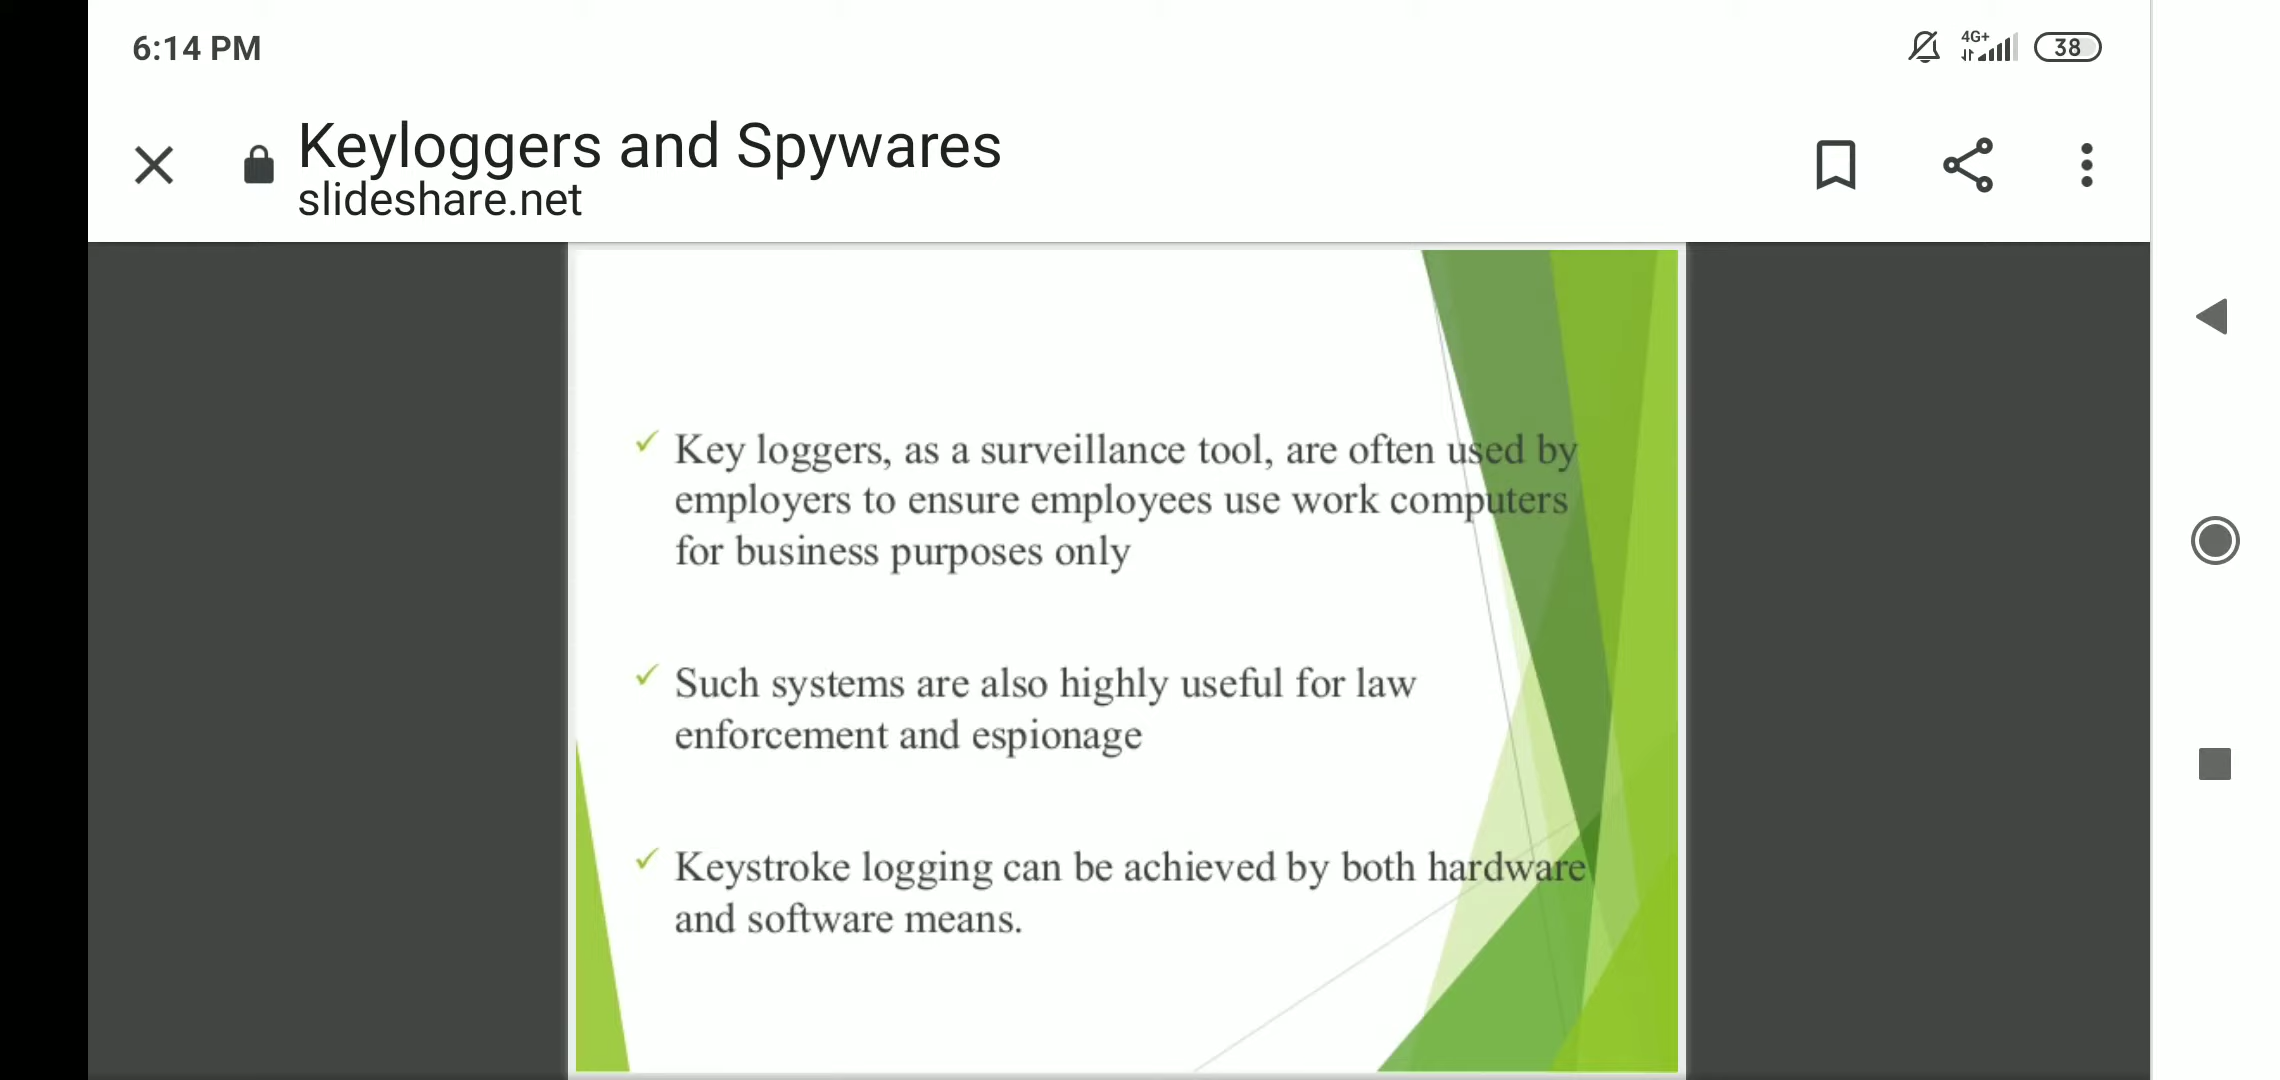 6:14 PM
4G+
38
Keyloggers and Spywares
slideshare.net
Key loggers, as a surveillance tool, are often used by
employers to ensure employees use work computers
for business purposes only
Such systems are also highly useful for law
enforcement and espionage
Keystroke logging can be achieved by both hardware
and software means.